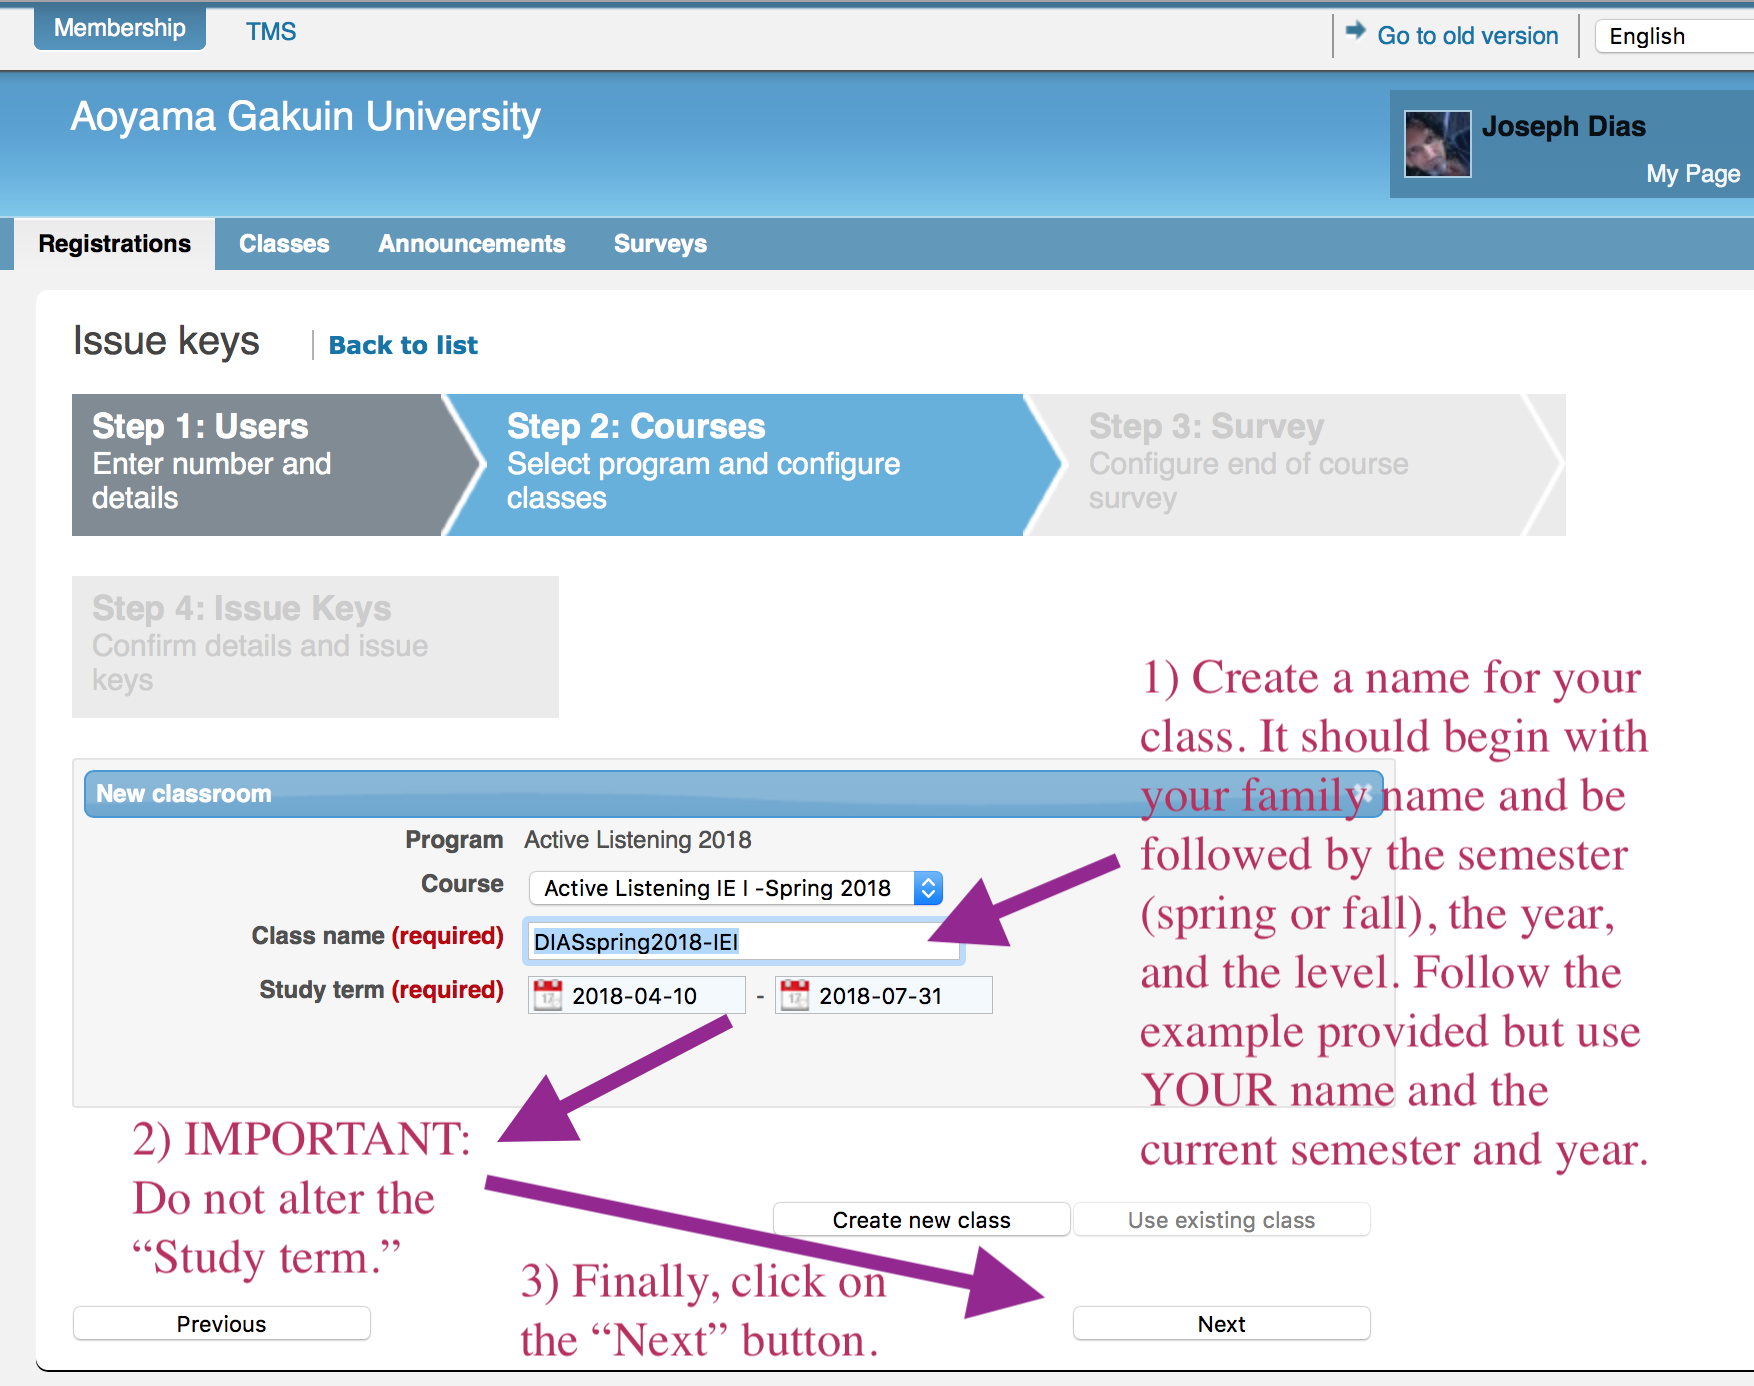 Membership TMS Go to old version English
Aoyama Gakuin University
Joseph Dias
My Page
Registrations Classes Announcements Surveys
Issue keys Back to list
Step 1: Users
Enter number and
details
Step 2: Courses
Select program and configure
classes
Step 3: Survey
Configure end of course
survey
Step 4: Issue Keys
Confirm details and issue
keys
1) Create a name for your
class. It should begin with
your family name and be
followed by the semester
(spring or fall), the year,
and the level. Follow the
example provided but use
YOUR name and the
current semester and year.
New classroom
Program Active Listening 2018
Course Active Listening IE I -Spring 2018
Class name (required) DIASspring2018-IEI
Study term (required) 17 2018-04-10 - 17 2018-07-31
2) IMPORTANT:
Do not alter the
“Study term.”
Create new class Use existing class
3) Finally, click on
the “Next” button.
Previous Next